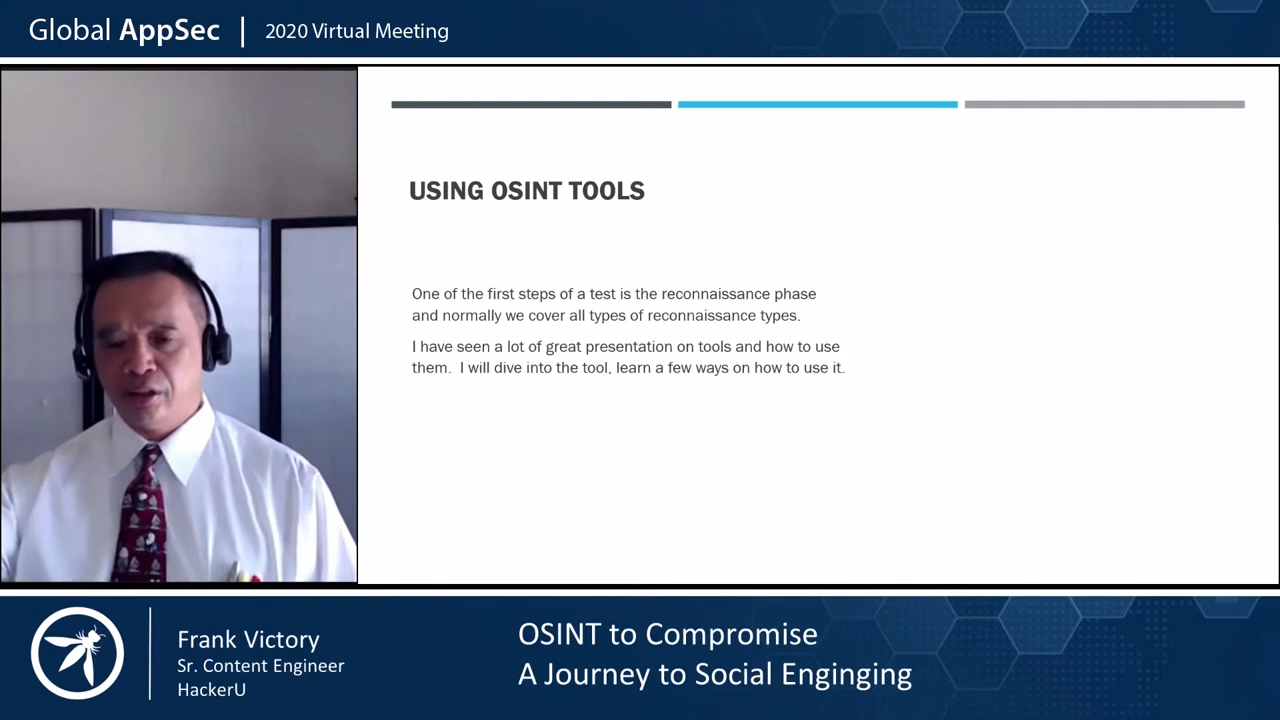 Global AppSec | 2020 Virtual Meeting
USING OSINT TOOLS
One of the first steps of a test is the reconnaissance phase
and normally we cover all types of reconnaissance types.
I have seen a lot of great presentation on tools and how to use
them.  I will dive into the tool, learn a few ways on how to use it.
Frank Victory
Sr. Content Engineer
HackerU
OSINT to Compromise
A Journey to Social Enginging